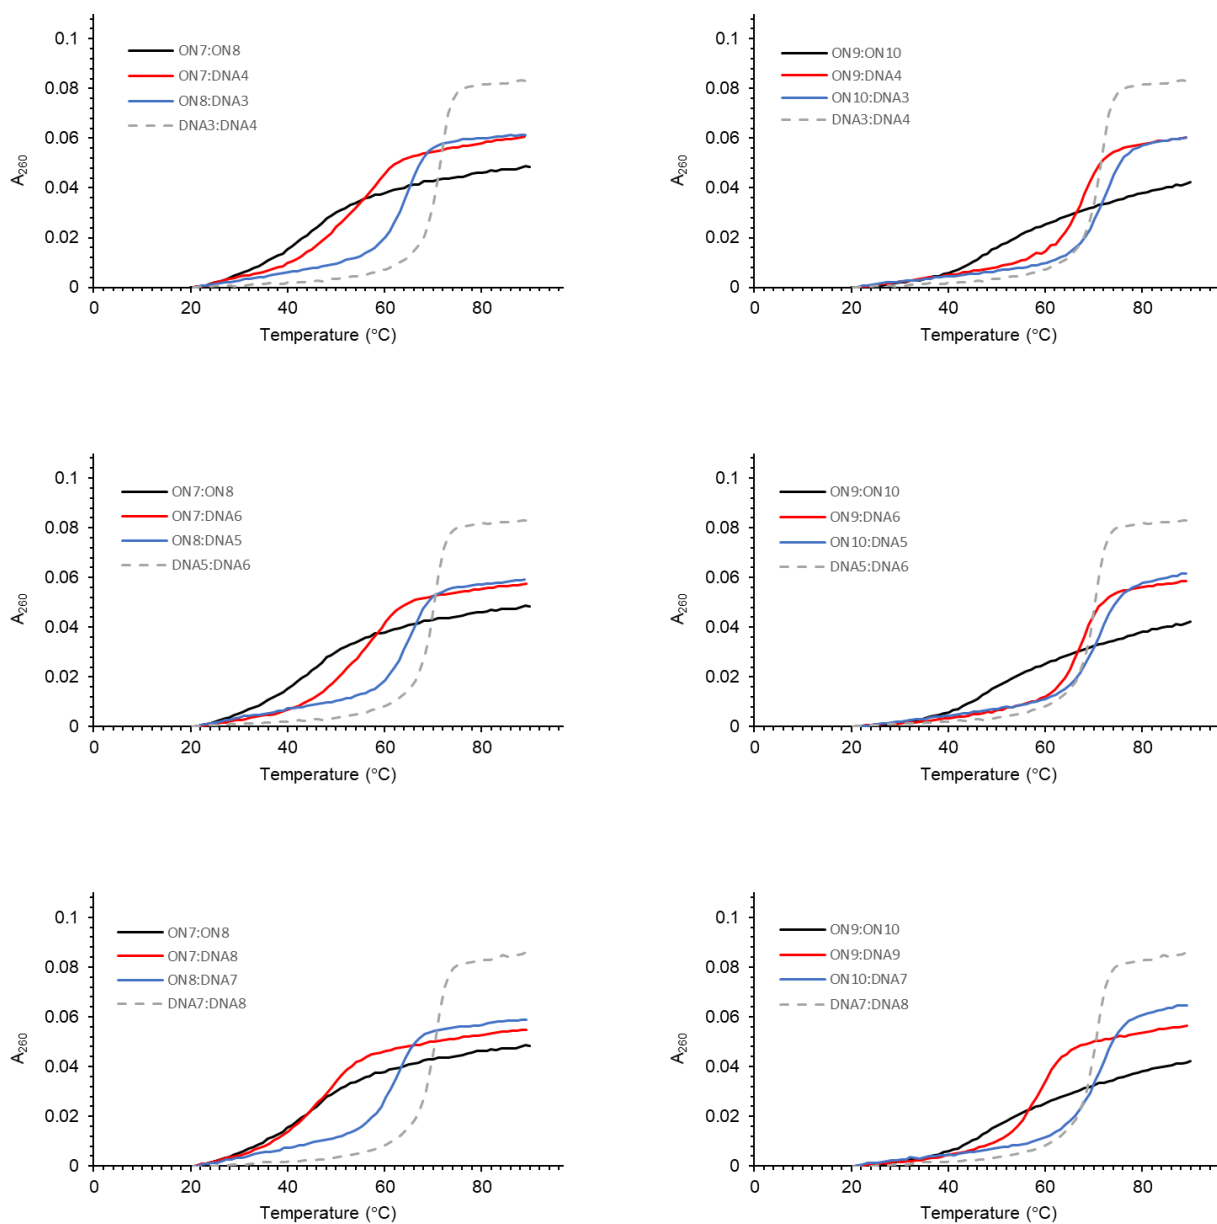 0.1
0.08
0.06
0.04
0.02
0
A260
0 20 40 60 80
Temperature (°C)
ON7:ON8
ON7:DNA4
ON8:DNA3
DNA3:DNA4
0.1
0.08
0.06
0.04
0.02
0
A260
0 20 40 60 80
Temperature (°C)
ON9:ON10
ON9:DNA4
ON10:DNA3
DNA3:DNA4
0.1
0.08
0.06
0.04
0.02
0
A260
0 20 40 60 80
Temperature (°C)
ON7:ON8
ON7:DNA6
ON8:DNA5
DNA5:DNA6
0.1
0.08
0.06
0.04
0.02
0
A260
0 20 40 60 80
Temperature (°C)
ON9:ON10
ON9:DNA6
ON10:DNA5
DNA5:DNA6
0.1
0.08
0.06
0.04
0.02
0
A260
0 20 40 60 80
Temperature (°C)
ON7:ON8
ON7:DNA8
ON8:DNA7
DNA7:DNA8
0.1
0.08
0.06
0.04
0.02
0
A260
0 20 40 60 80
Temperature (°C)
ON9:ON10
ON9:DNA9
ON10:DNA7
DNA7:DNA8